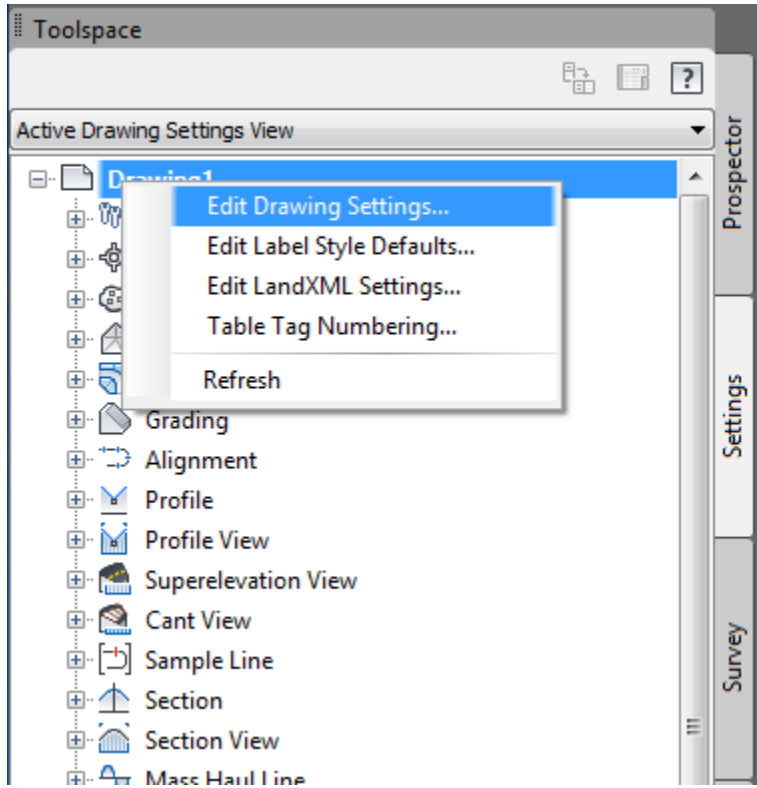 Toolspace
?
Active Drawing Settings View
Drawing1
Edit Drawing Settings...
Edit Label Style Defaults...
Edit LandXML Settings...
Table Tag Numbering...
Refresh
Grading
Alignment
Profile
Profile View
Superelevation View
Cant View
Sample Line
Section
Section View
Mass Haul Line
Prospector
Settings
Survey